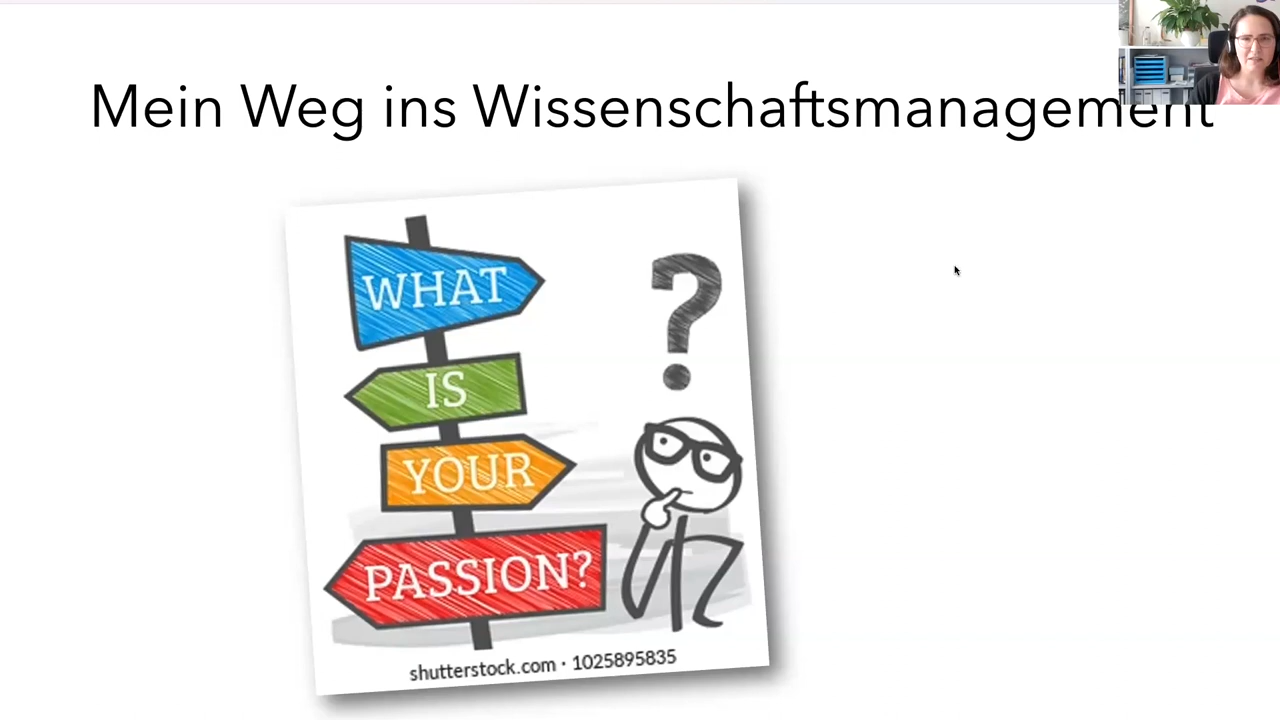 Mein Weg ins Wissenschaftsmanagement
WHAT
IS
YOUR
PASSION?
?
shutterstock.com · 1025895835